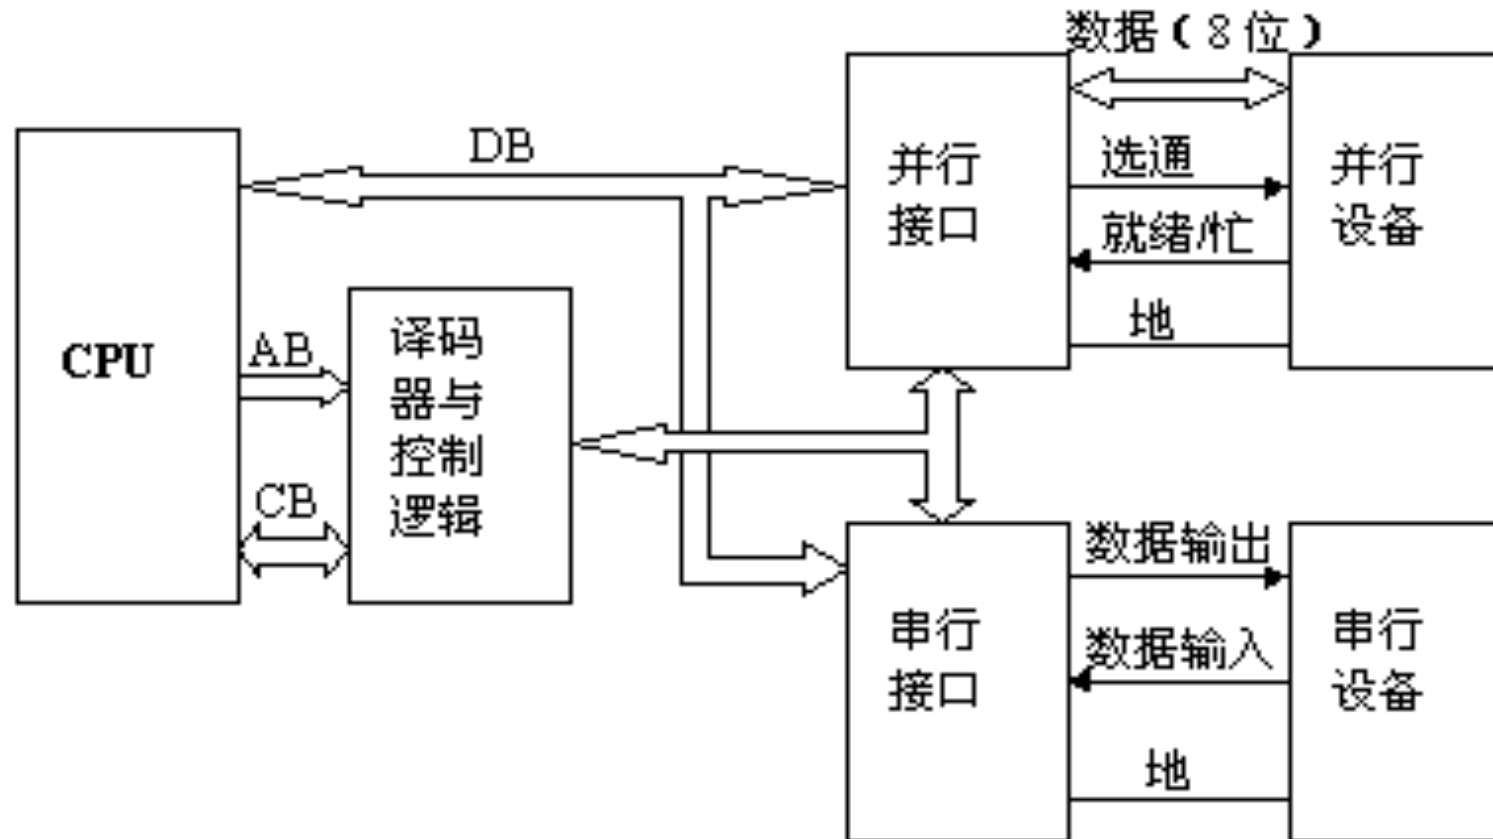 数据（8位）
DB
并行
接口
选通
就绪/忙
地
并行
设备
CPU
AB
CB
译码
器与
控制
逻辑
串行
接口
数据输出
数据输入
地
串行
设备